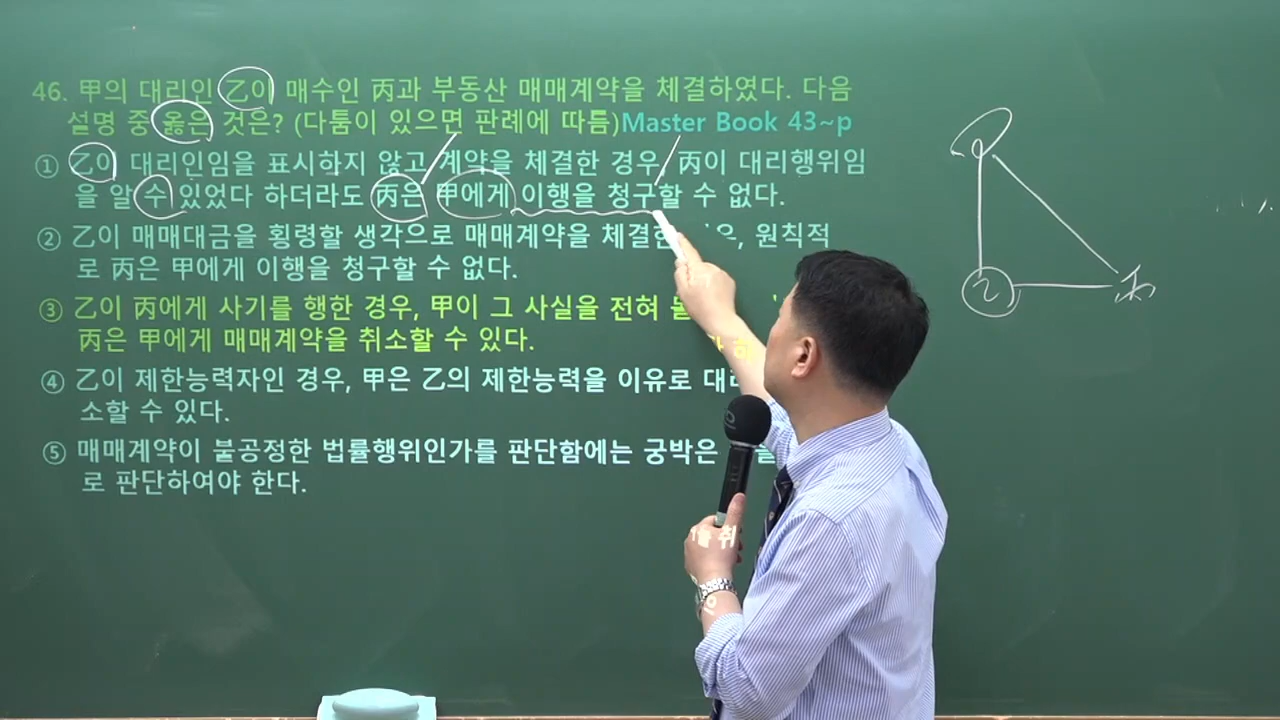 46. 甲의 대리인 乙이 매수인 丙과 부동산 매매계약을 체결하였다. 다음
설명 중 옳은 것은? (다툼이 있으면 판례에 따름)Master Book 43~p
① 乙이 대리인임을 표시하지 않고 계약을 체결한 경우, 丙이 대리행위임
을 알 수 있었다 하더라도 丙은 甲에게 이행을 청구할 수 없다.
② 乙이 매매대금을 횡령할 생각으로 매매계약을 체결한 원칙적
로 丙은 甲에게 이행을 청구할 수 없다.
③ 乙이 丙에게 사기를 행한 경우, 甲이 그 사실을 전혀
丙은 甲에게 매매계약을 취소할 수 있다.
④ 乙이 제한능력자인 경우, 甲은 乙의 제한능력을 이유로
소할 수 있다.
⑤ 매매계약이 불공정한 법률행위인가를 판단함에는 궁박은
로 판단하여야 한다.
乙
丙